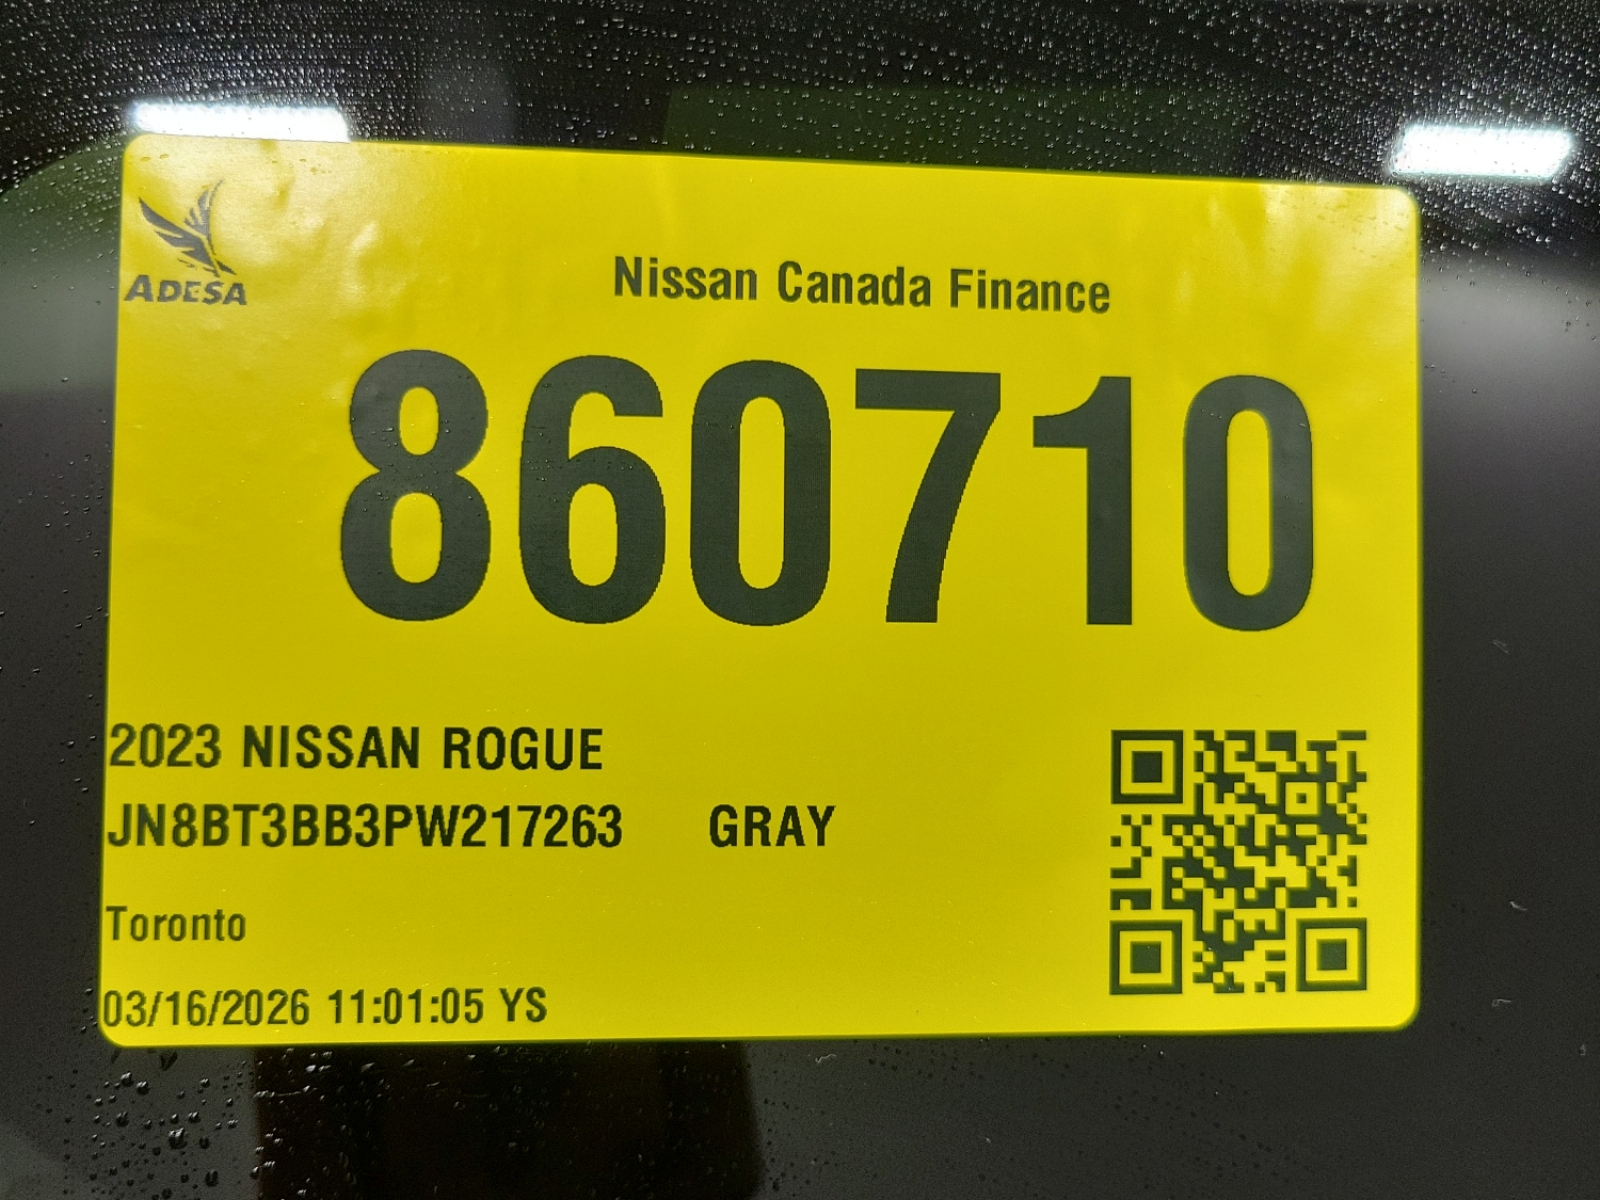 ADESA
Nissan Canada Finance
860710
2023 NISSAN ROGUE
JN8BT3BB3PW217263 GRAY
Toronto
03/16/2026 11:01:05 YS